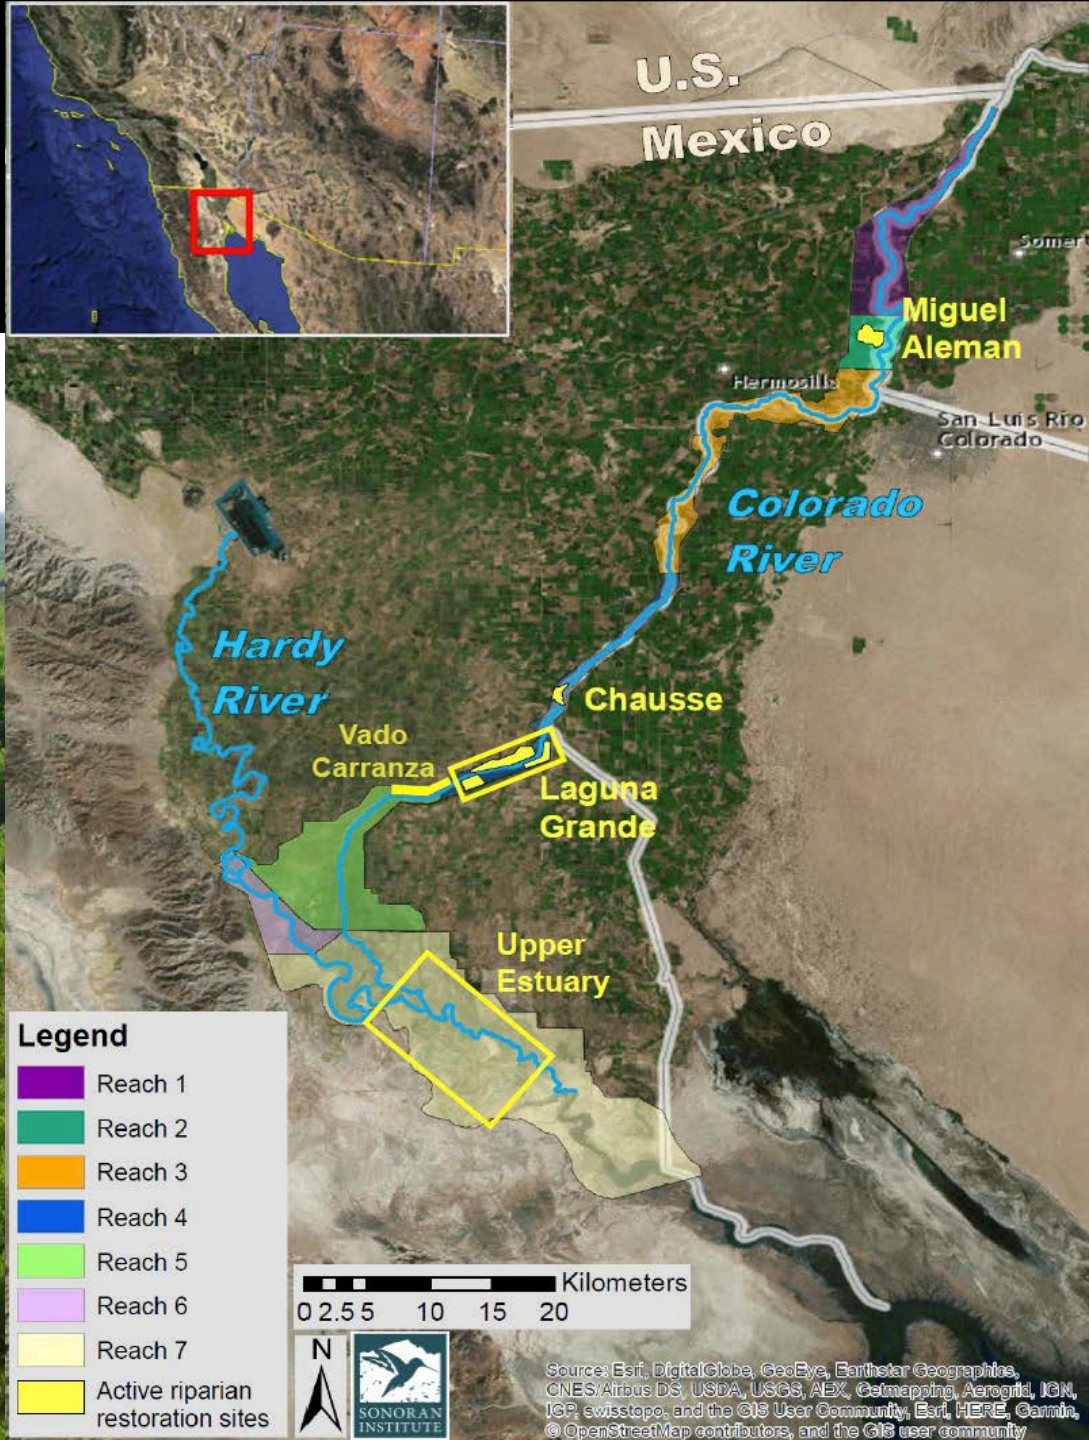 U.S.
Mexico
Somer
Miguel
Aleman
Hermosillo
San Luis Rio
Colorado
Colorado
River
Hardy
River
Chausse
Vado
Carranza
Laguna
Grande
Upper
Estuary
Legend
Reach 1
Reach 2
Reach 3
Reach 4
Reach 5
Reach 6
Reach 7
Active riparian
restoration sites
Kilometers
0 2.5 5 10 15 20
N
SONORAN
INSTITUTE
Source: Esri, DigitalGlobe, GeoEye, Earthstar Geographics,
CNES/Airbus DS, USDA, USGS, AEX, Getmapping, Aerogrid, IGN,
IGP, swisstopo, and the GIS User Community, Esri, HERE, Garmin,
© OpenStreetMap contributors, and the GIS user community